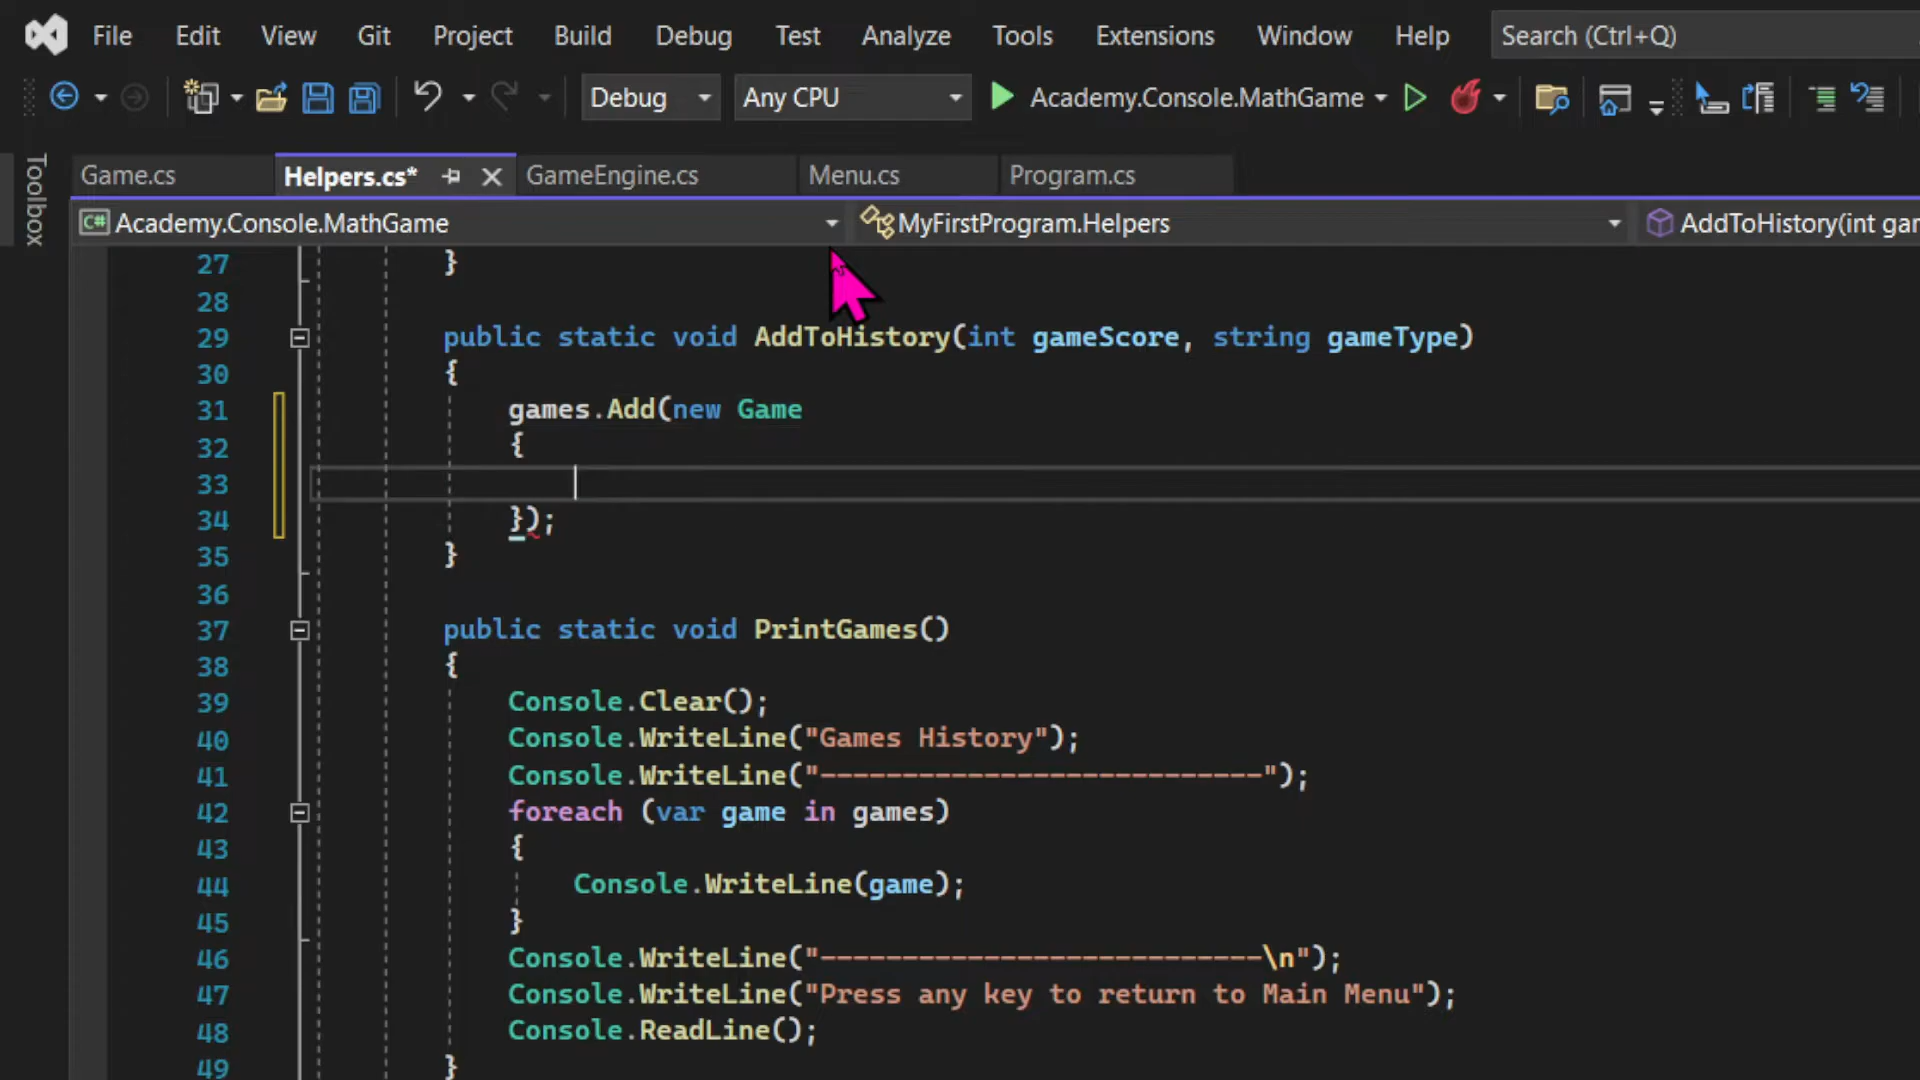 File Edit View Git Project Build Debug Test Analyze Tools Extensions Window Help Search (Ctrl+Q)
Debug Any CPU Academy.Console.MathGame
Toolbox
Game.cs Helpers.cs* GameEngine.cs Menu.cs Program.cs
C# Academy.Console.MathGame MyFirstProgram.Helpers AddToHistory(int gam
27 }
28
29 public static void AddToHistory(int gameScore, string gameType)
30 {
31 games.Add(new Game
32 {
33
34 });
35 }
36
37 public static void PrintGames()
38 {
39 Console.Clear();
40 Console.WriteLine("Games History");
41 Console.WriteLine("---------------------------");
42 foreach (var game in games)
43 {
44 Console.WriteLine(game);
45 }
46 Console.WriteLine("---------------------------\n");
47 Console.WriteLine("Press any key to return to Main Menu");
48 Console.ReadLine();
49 }